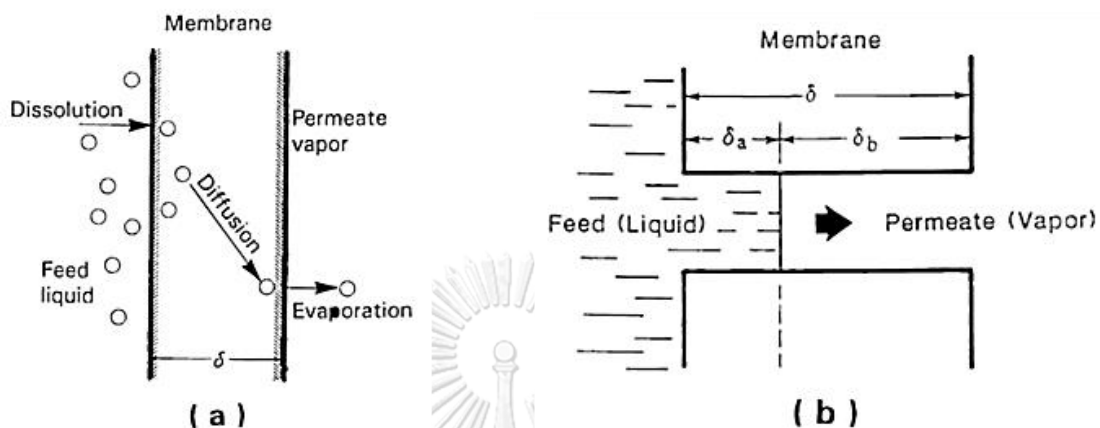 Membrane
Dissolution
Permeate
vapor
Diffusion
Feed
liquid
Evaporation
δ
( a )
Membrane
δ
δa
δb
Feed (Liquid)
Permeate (Vapor)
( b )